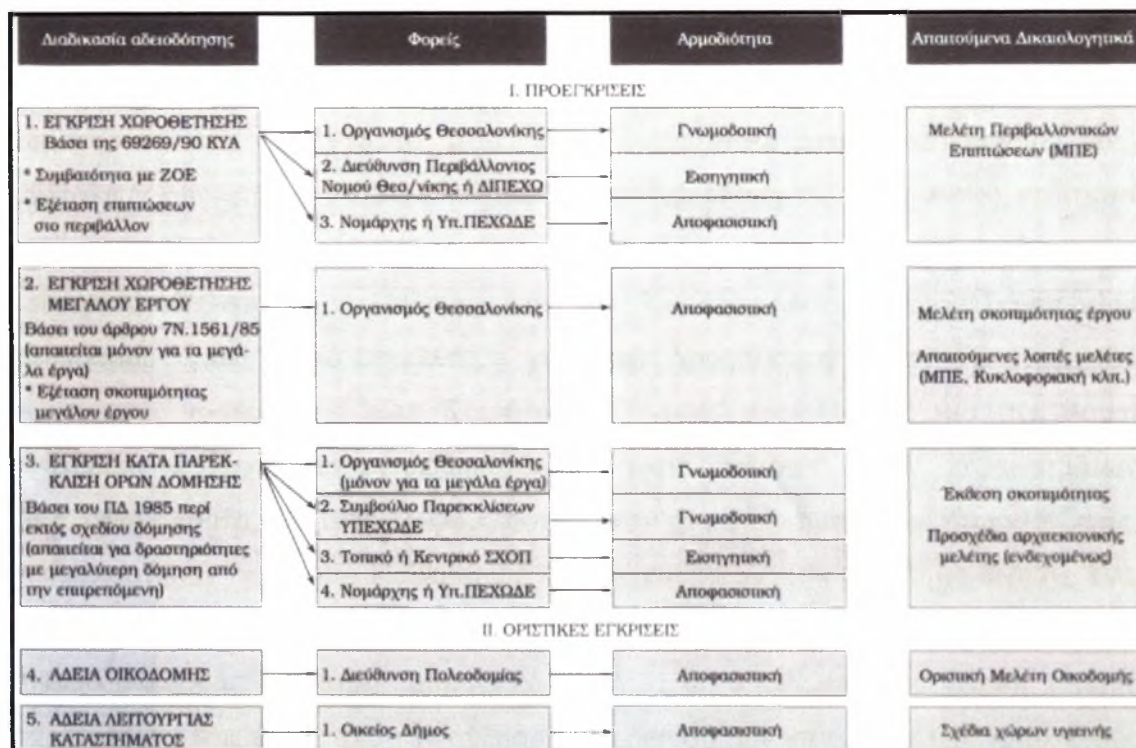 Διαδικασία αδειοδότησης
Φορείς
Αρμοδιότητα
Απαιτούμενα Δικαιολογητικά
Ι. ΠΡΟΕΓΚΡΙΣΕΙΣ
1. ΕΓΚΡΙΣΗ ΧΩΡΟΘΕΤΗΣΗΣ
Βάσει της 69269/90 ΚΥΑ
* Συμβατότητα με ΖΟΕ
* Εξέταση επιπτώσεων
στο περιβάλλον
1. Οργανισμός Θεσσαλονίκης
2. Διεύθυνση Περιβάλλοντος
Νομού Θεσ/νίκης ή ΔΙΠΕΧΩ
3. Νομάρχης ή Υπ.ΠΕΧΩΔΕ
Γνωμοδοτική
Εισηγητική
Αποφασιστική
Μελέτη Περιβαλλοντικών
Επιπτώσεων (ΜΠΕ)
2. ΕΓΚΡΙΣΗ ΧΩΡΟΘΕΤΗΣΗΣ
ΜΕΓΑΛΟΥ ΕΡΓΟΥ
Βάσει του άρθρου 7Ν.1561/85
(απαιτείται μόνον για τα μεγά-
λα έργα)
* Εξέταση σκοπιμότητας
μεγάλου έργου
1. Οργανισμός Θεσσαλονίκης
Αποφασιστική
Μελέτη σκοπιμότητας έργου
Απαιτούμενες λοιπές μελέτες
(ΜΠΕ, Κυκλοφοριακή κλπ.)
3. ΕΓΚΡΙΣΗ ΚΑΤΑ ΠΑΡΕΚ-
ΚΛΙΣΗ ΟΡΩΝ ΔΟΜΗΣΗΣ
Βάσει του ΠΔ 1985 περί
εκτός σχεδίου δόμησης
(απαιτείται για δραστηριότητες
με μεγαλύτερη δόμηση από
την επιτρεπόμενη)
1. Οργανισμός Θεσσαλονίκης
(μόνον για τα μεγάλα έργα)
2. Συμβούλιο Παρεκκλίσεων
ΥΠΕΧΩΔΕ
3. Τοπικό ή Κεντρικό ΣΧΟΠ
4. Νομάρχης ή Υπ.ΠΕΧΩΔΕ
Γνωμοδοτική
Γνωμοδοτική
Εισηγητική
Αποφασιστική
Έκθεση σκοπιμότητας
Προσχέδια αρχιτεκτονικής
μελέτης (ενδεχομένως)
ΙΙ. ΟΡΙΣΤΙΚΕΣ ΕΓΚΡΙΣΕΙΣ
4. ΑΔΕΙΑ ΟΙΚΟΔΟΜΗΣ
1. Διεύθυνση Πολεοδομίας
Αποφασιστική
Οριστική Μελέτη Οικοδομής
5. ΑΔΕΙΑ ΛΕΙΤΟΥΡΓΙΑΣ
ΚΑΤΑΣΤΗΜΑΤΟΣ
1. Οικείος Δήμος
Αποφασιστική
Σχέδια χώρων υγιεινής